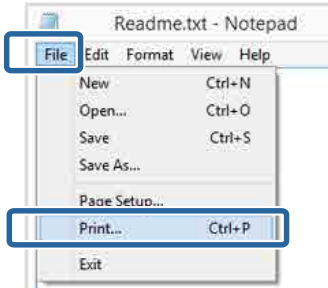 Readme.txt - Notepad
File Edit Format View Help
New Ctrl+N
Open... Ctrl+O
Save Ctrl+S
Save As...
Page Setup...
Print... Ctrl+P
Exit